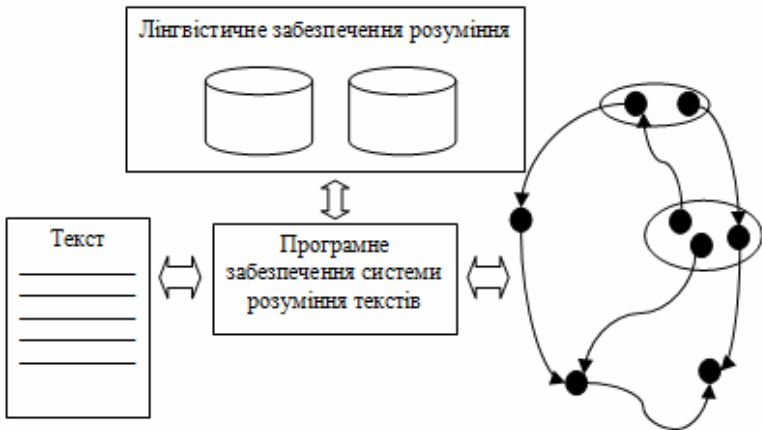 Лінгвістичне забезпечення розуміння
Текст
Програмне
забезпечення системи
розуміння текстів